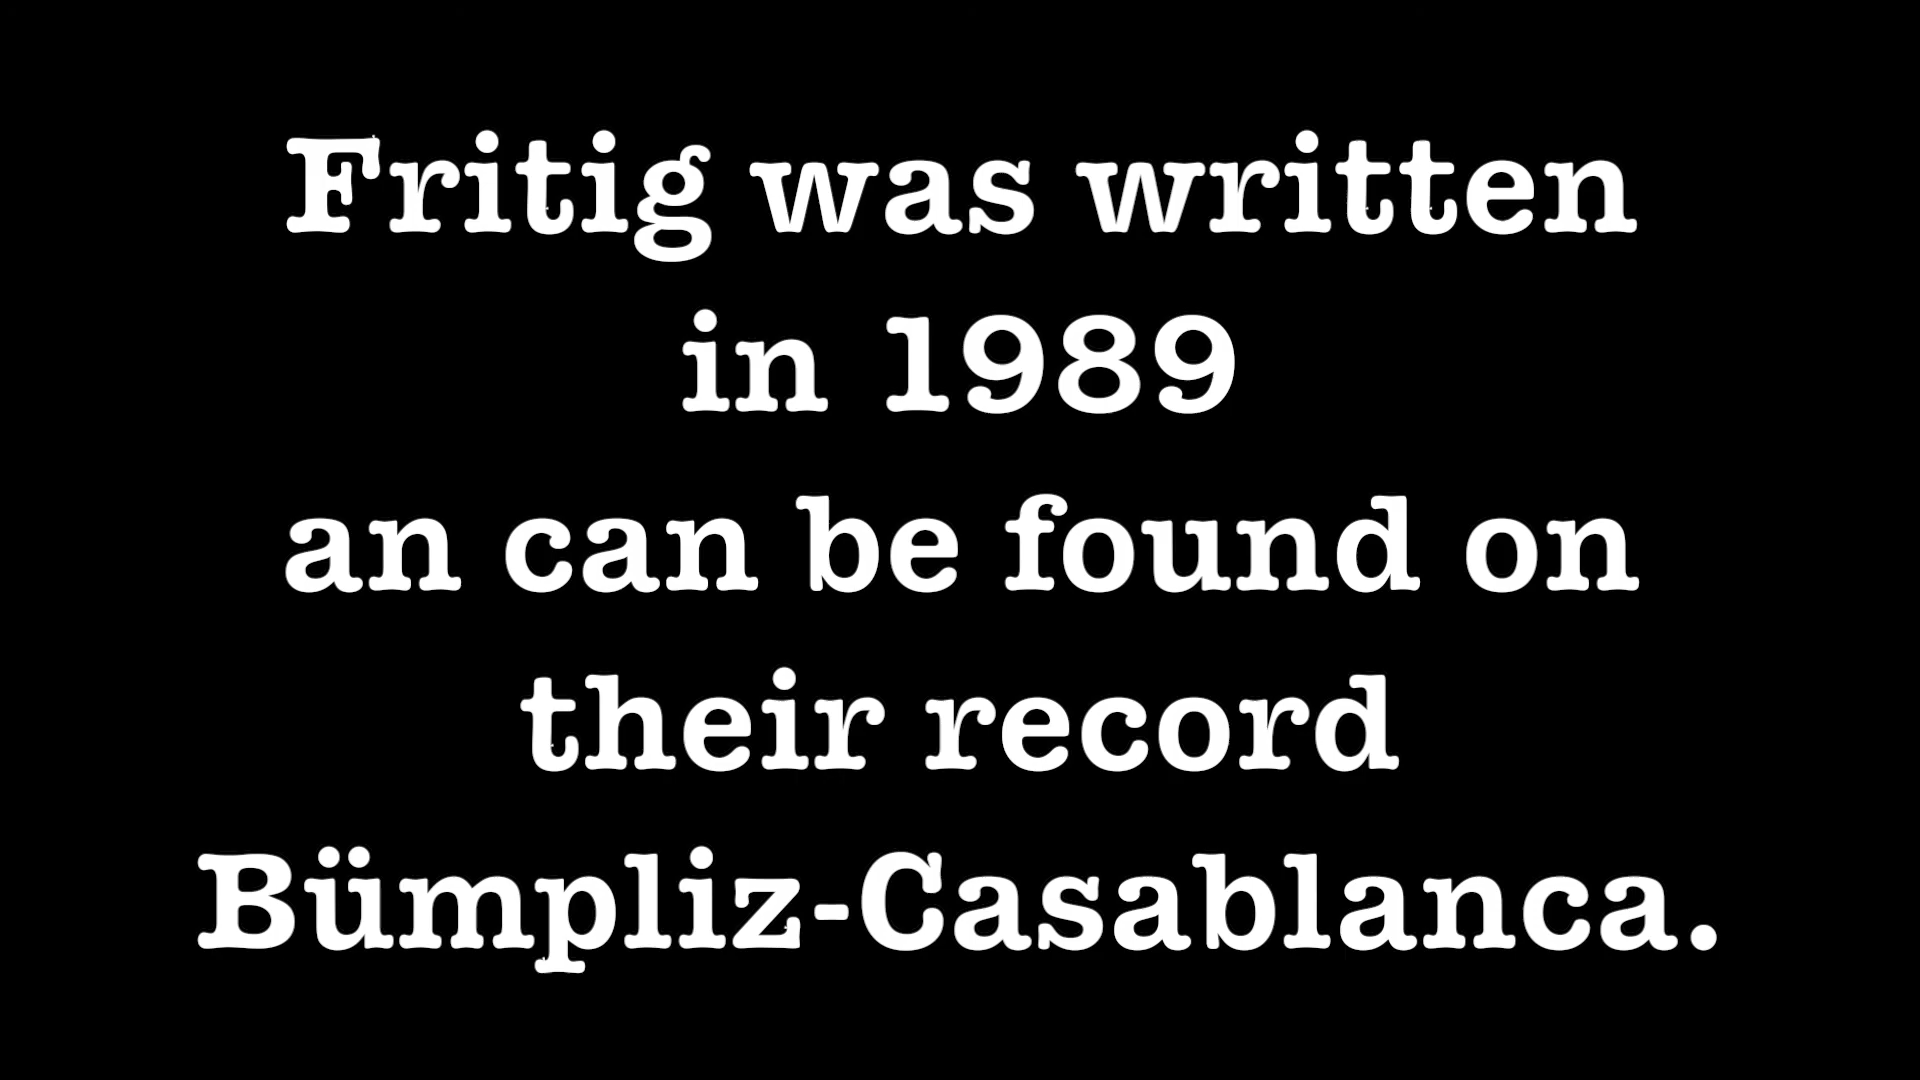 Fritig was written
in 1989
an can be found on
their record
Bümpliz-Casablanca.